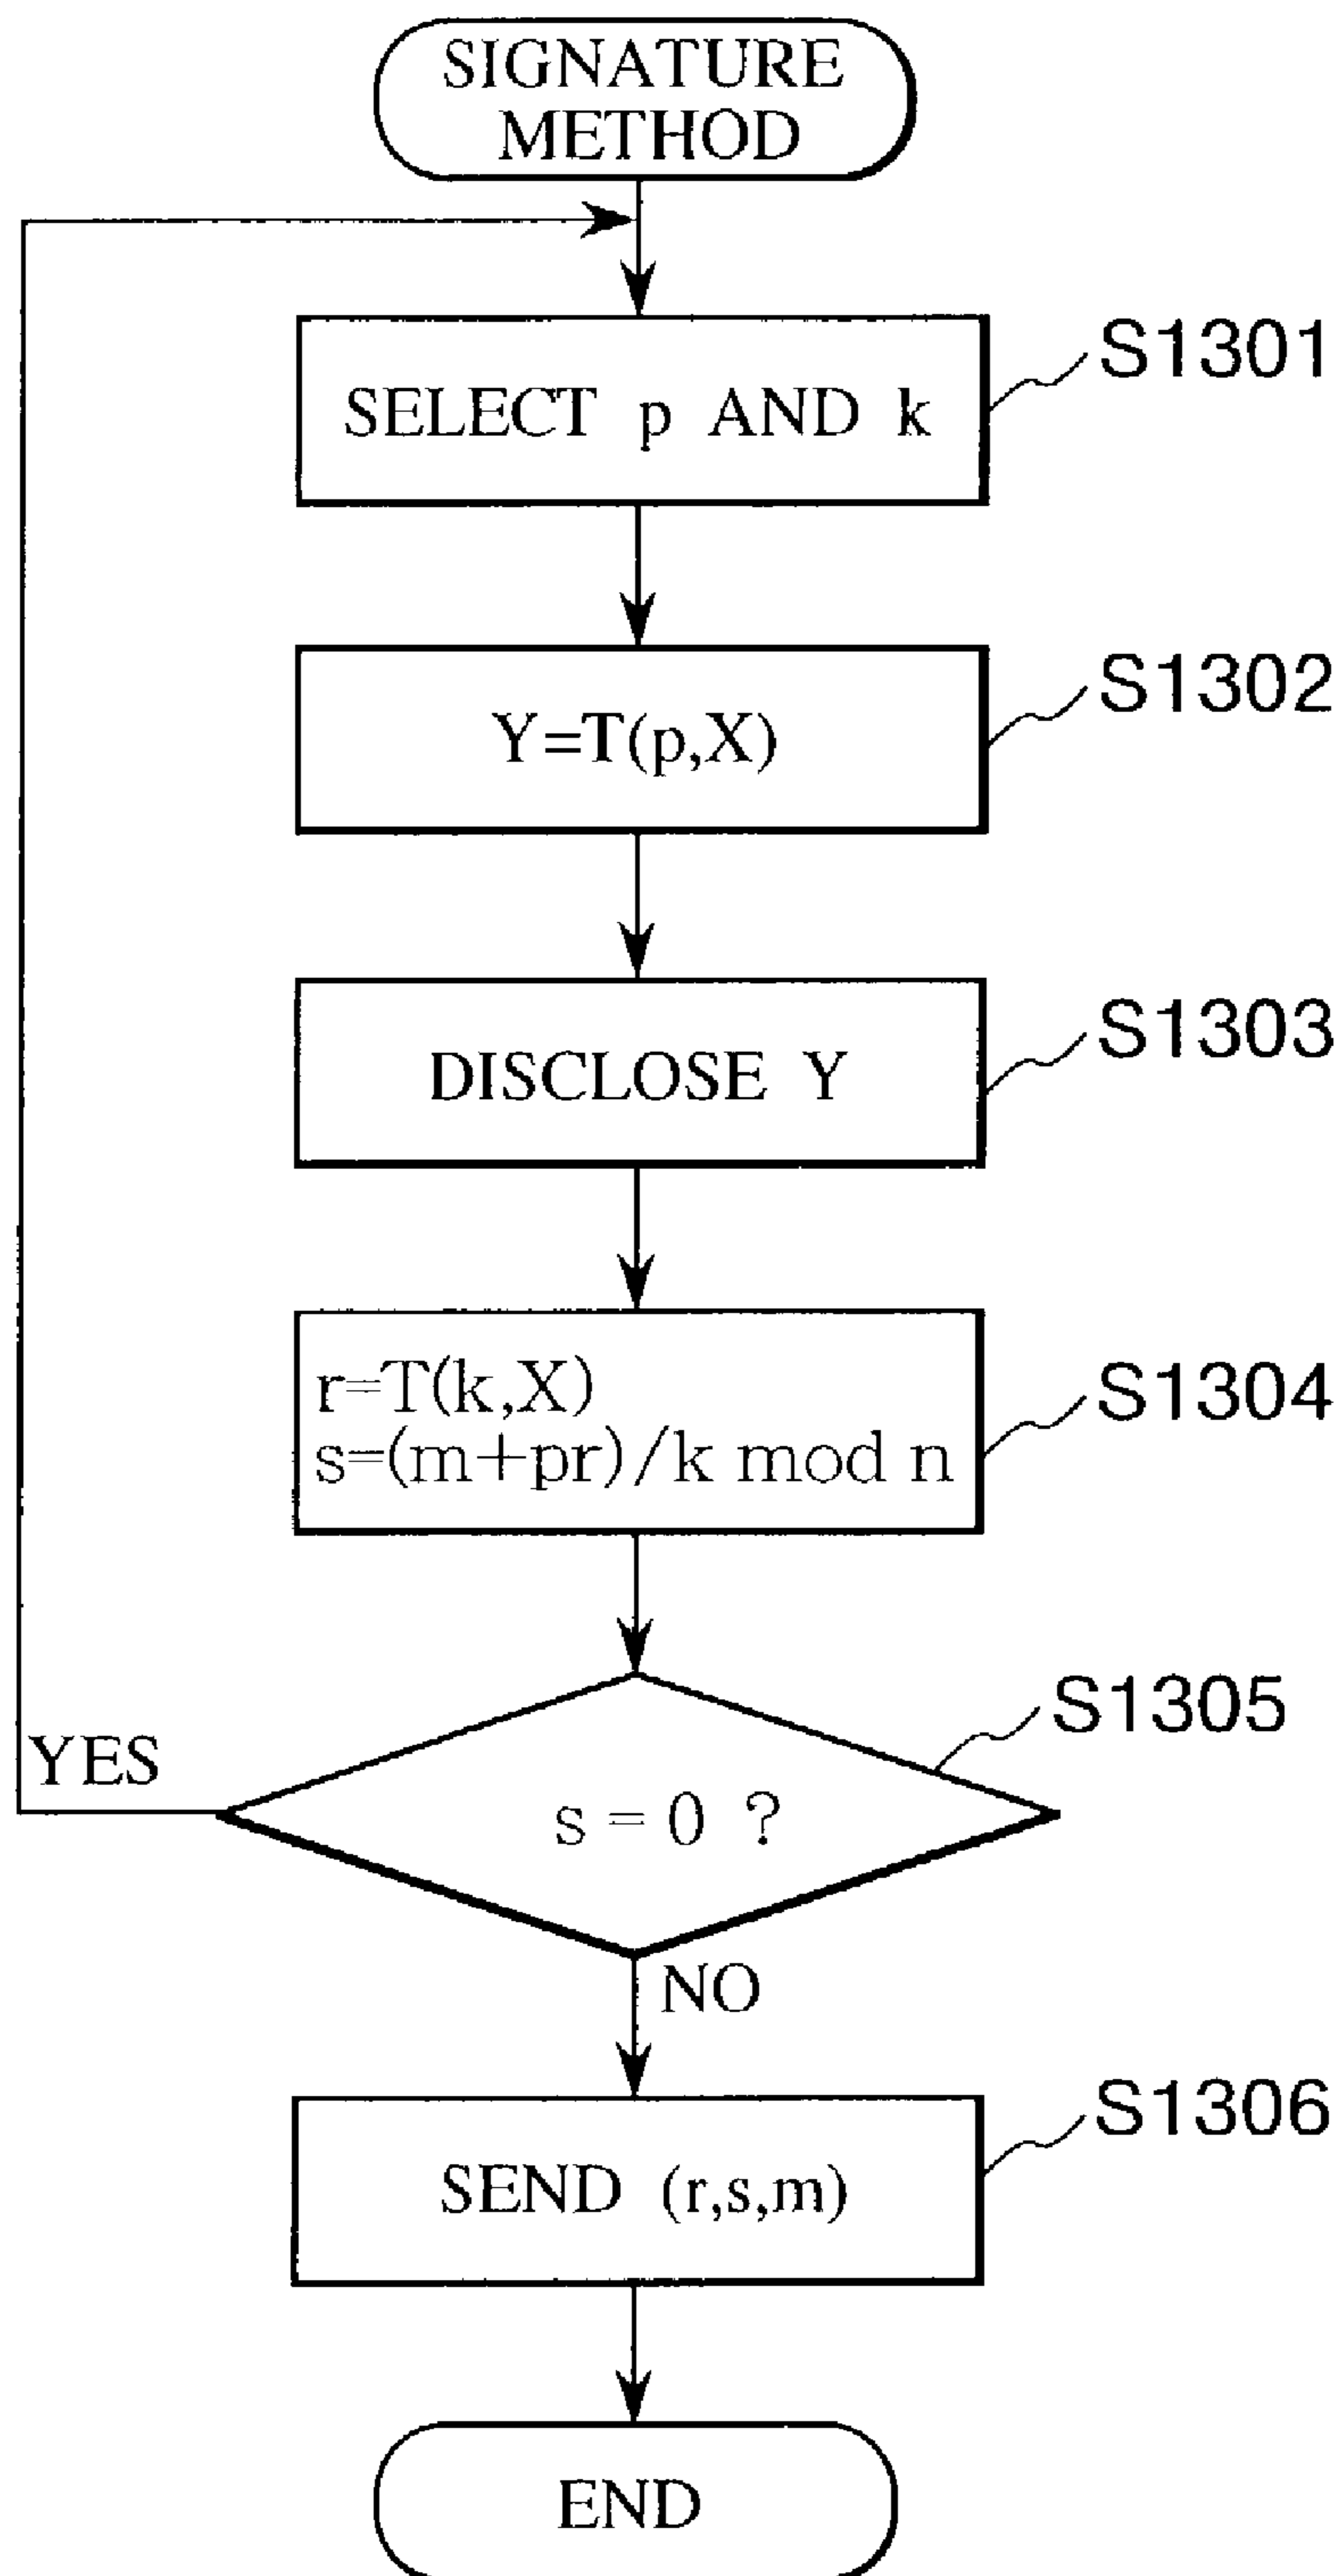 SIGNATURE
METHOD
S1301
SELECT p AND k
S1302
Y=T(p,X)
S1303
DISCLOSE Y
S1304
r=T(k,X)
s=(m+pr)/k mod n
S1305
YES
s = 0 ?
NO
S1306
SEND (r,s,m)
END